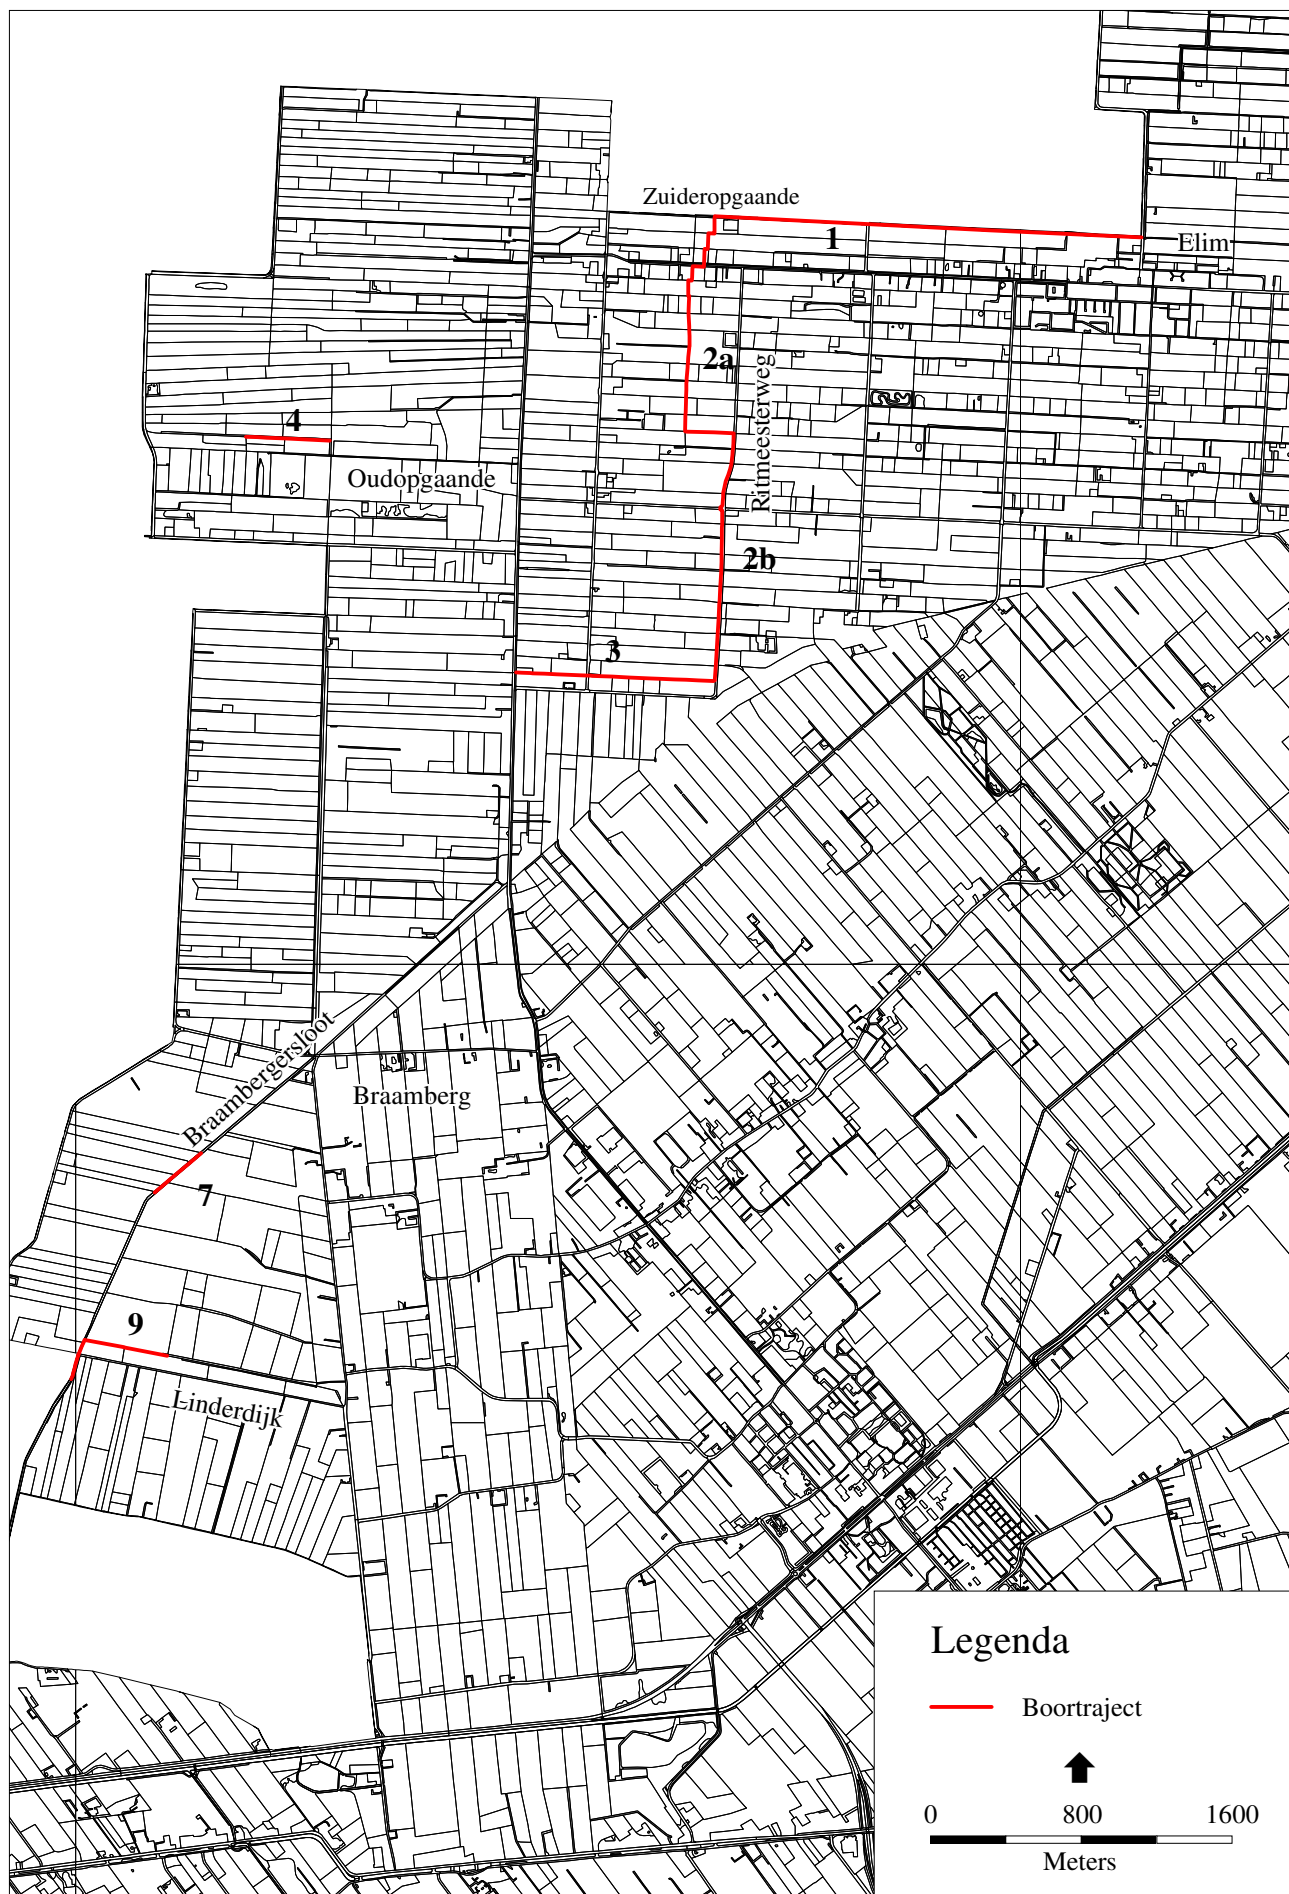 Zuideropgaande
1
Elim
2a
Ritmeesterweg
4
Oudopgaande
2b
3
Braambergersloot
Braamberg
7
9
Linderdijk
Legenda
Boortraject
0 800 1600
Meters